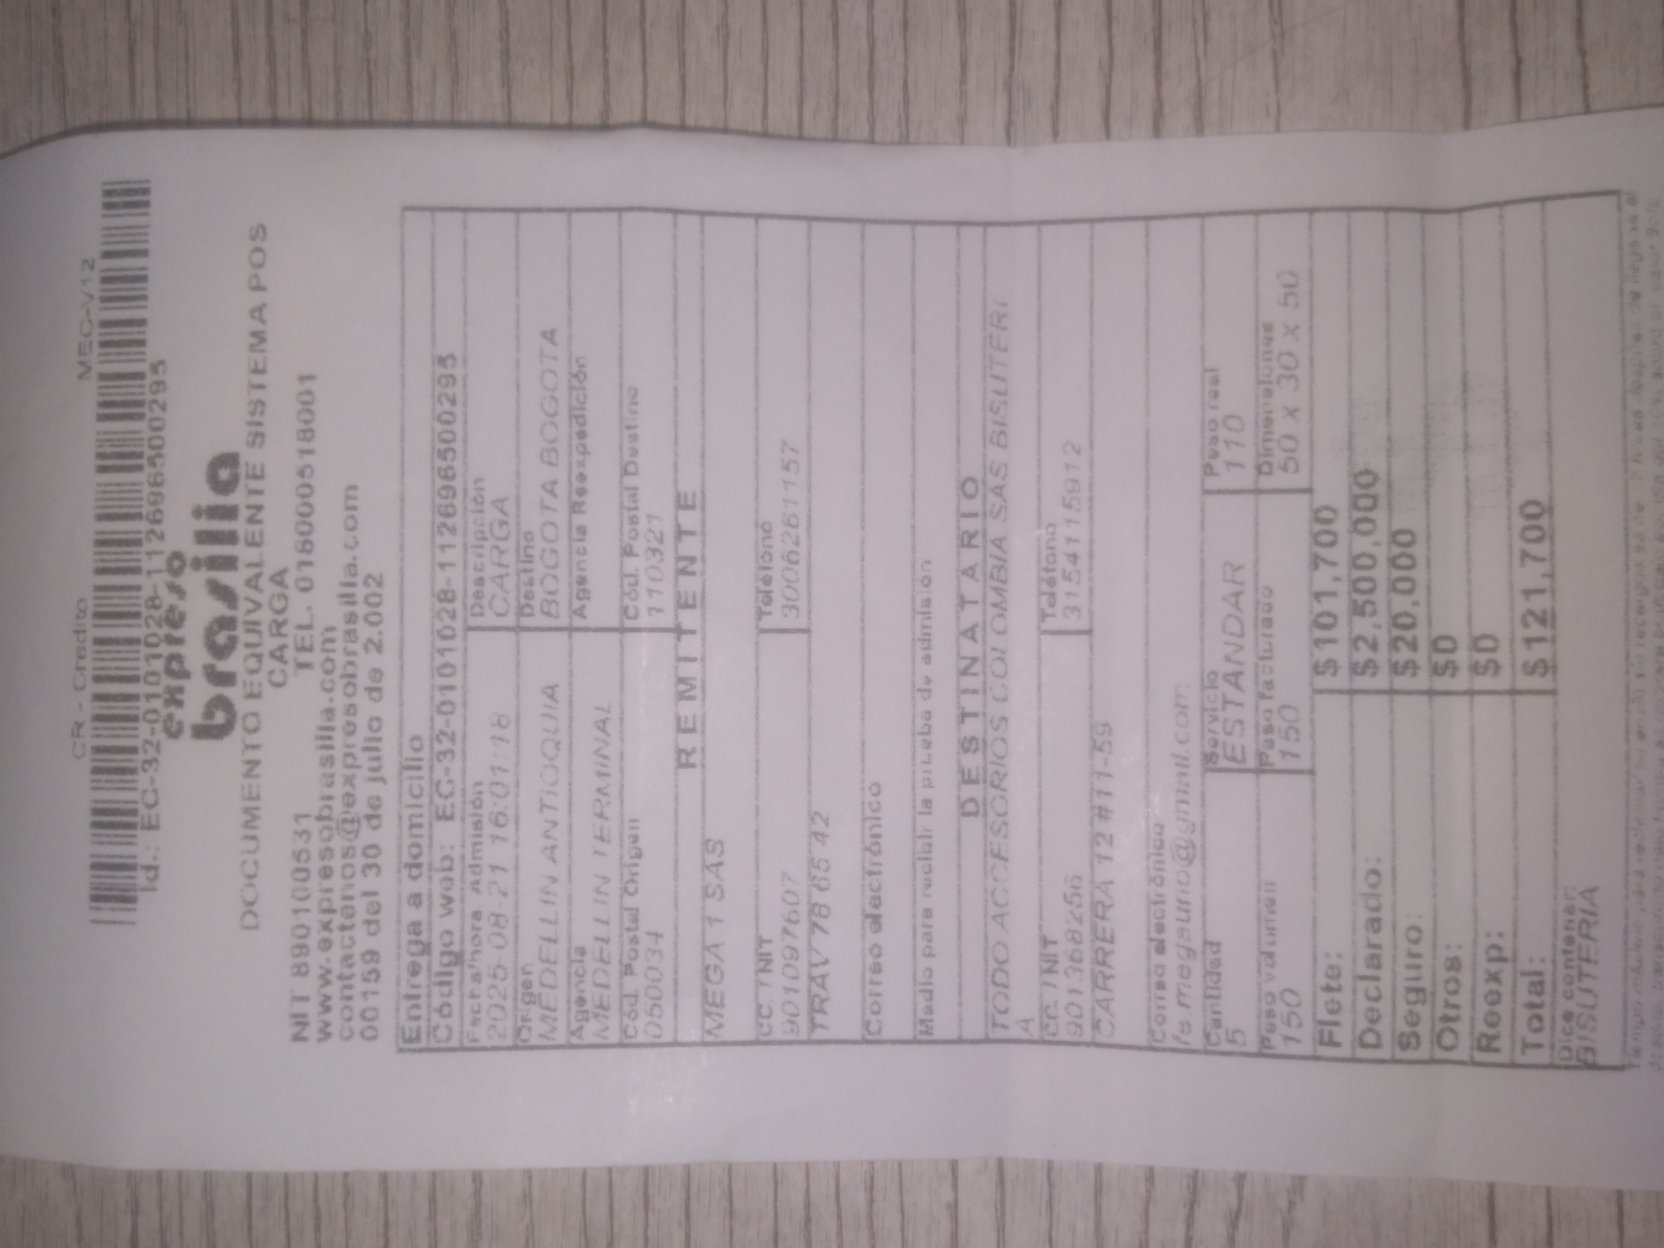 CR - Credito MEC-V12
Id.: EC-32-0101028-112696500295
expreso
brasilia
DOCUMENTO EQUIVALENTE SISTEMA POS
CARGA
NIT 890100531 TEL. 018000518001
www.expresobrasilia.com
contactenos@expresobrasilla.com
00159 del 30 de julio de 2.002
Entrega a domicilio
Código web: EC-32-0101028-112696500295
Fecha/hora Admisión Descripción
2025-08-21 16:01:18 CARGA
Origen Destino
MEDELLIN ANTIOQUIA BOGOTA BOGOTA
Agencia Agencia Reexpedición
MEDELLIN TERMINAL
Cód. Postal Origen Cód. Postal Destino
050034 110321
REMITENTE
MEGA 1 SAS
CC. / NIT Teléfono
901097607 3006261157
TRAV 78 65 42
Correo electrónico
Medio para recibir la prueba de admisión
DESTINATARIO
TODO ACCESORIOS COLOMBIA SAS BISUTERI
A
CC. / NIT Teléfono
901368256 3154115912
CARRERA 12 #11-59
Correo electrónico
fe.megauno@gmail.com
Cantidad Servicio Peso real
5 ESTANDAR 110
Peso volumen Peso facturado Dimensiones
150 150 50 x 30 x 50
Flete: $101,700
Declarado: $2,500,000
Seguro: $20,000
Otros: $0
Reexp: $0
Total: $121,700
Dice contener:
BISUTERIA